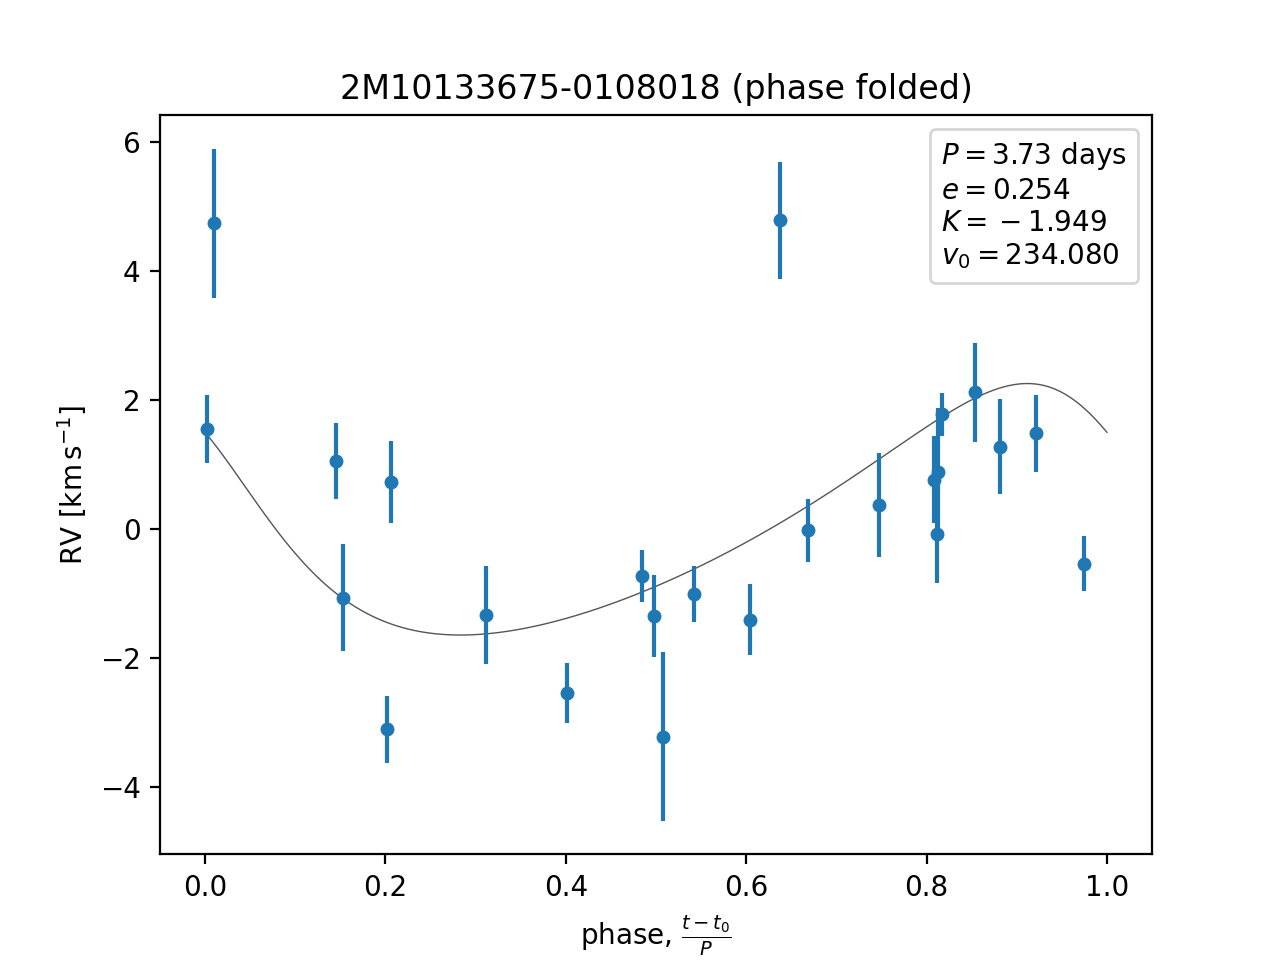 2M10133675-0108018 (phase folded)
P = 3.73 days
e = 0.254
K = −1.949
v₀ = 234.080
RV [km s⁻¹]
6
4
2
0
−2
−4
0.0 0.2 0.4 0.6 0.8 1.0
phase, (t − t₀)/P